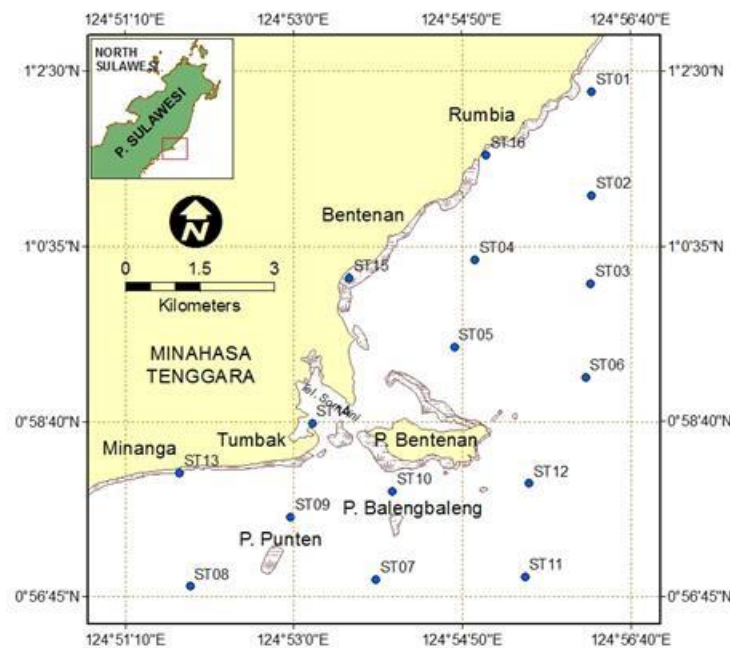 124°51'10"E 124°53'0"E 124°54'50"E 124°56'40"E
NORTH
SULAWESI
P. SULAWESI
1°2'30"N
1°2'30"N
ST01
Rumbia
ST16
ST02
N
Bentenan
1°0'35"N
1°0'35"N
ST04
ST15
ST03
0 1.5 3
Kilometers
ST05
MINAHASA
TENGGARA
ST06
0°58'40"N
0°58'40"N
ST14
Minanga
Tumbak
P. Bentenan
ST13
ST10
ST12
ST09
P. Balengbaleng
P. Punten
ST08
ST07
ST11
0°56'45"N
0°56'45"N
124°51'10"E 124°53'0"E 124°54'50"E 124°56'40"E